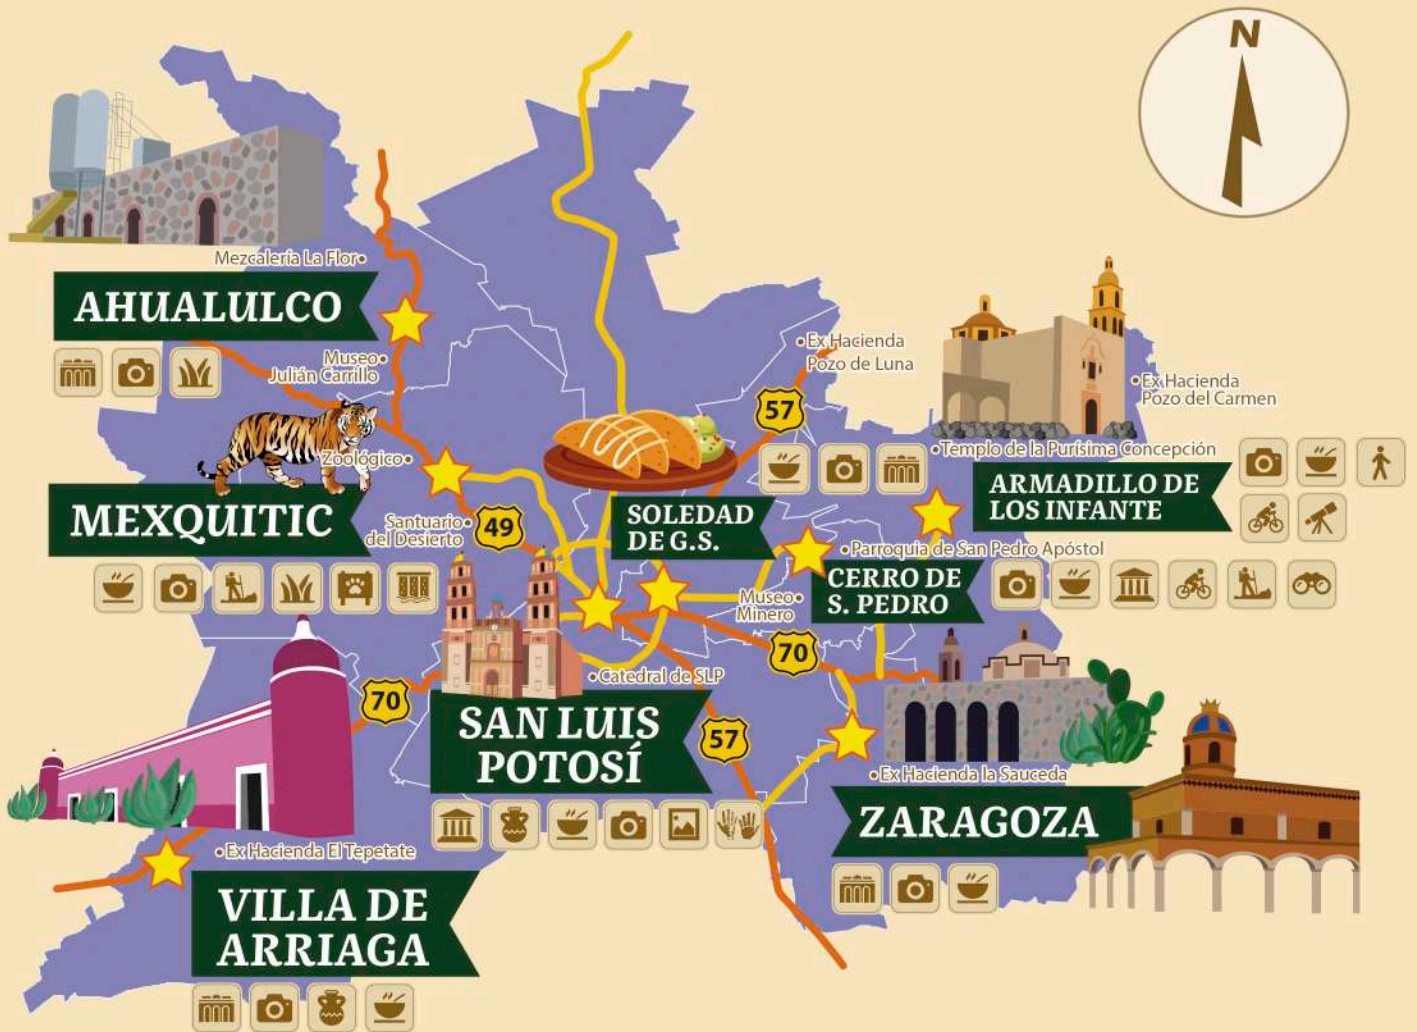 N
Mezcalería La Flor
AHUALULCO
Museo
Julián Carrillo
Ex Hacienda
Pozo de Luna
57
Ex Hacienda
Pozo del Carmen
Zoológico
Templo de la Purísima Concepción
ARMADILLO DE
LOS INFANTE
MEXQUITIC
Santuario
del Desierto
49
SOLEDAD
DE G.S.
Parroquia de San Pedro Apóstol
CERRO DE
S. PEDRO
Museo
Minero
70
Catedral de SLP
70
SAN LUIS
POTOSÍ
57
Ex Hacienda la Sauceda
ZARAGOZA
Ex Hacienda El Tepetate
VILLA DE
ARRIAGA